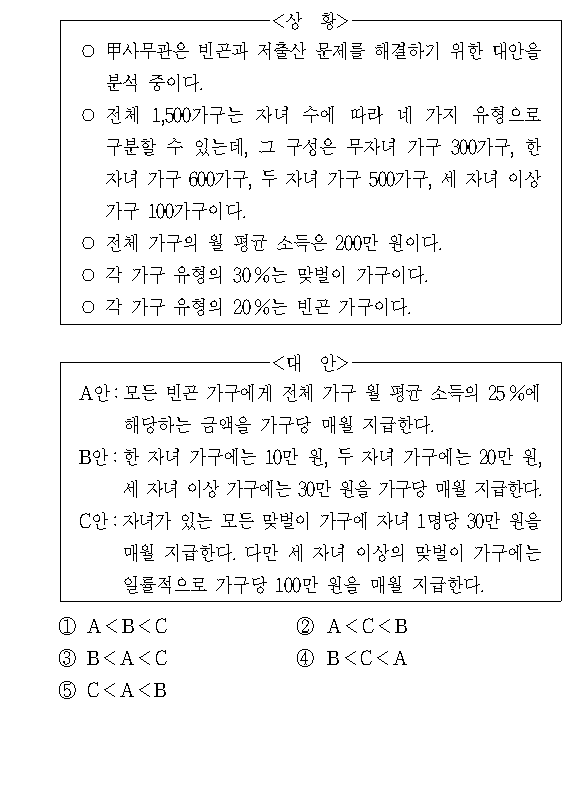 <상 황>
○ 甲사무관은 빈곤과 저출산 문제를 해결하기 위한 대안을
분석 중이다.
○ 전체 1,500가구는 자녀 수에 따라 네 가지 유형으로
구분할 수 있는데, 그 구성은 무자녀 가구 300가구, 한
자녀 가구 600가구, 두 자녀 가구 500가구, 세 자녀 이상
가구 100가구이다.
○ 전체 가구의 월 평균 소득은 200만 원이다.
○ 각 가구 유형의 30%는 맞벌이 가구이다.
○ 각 가구 유형의 20%는 빈곤 가구이다.
<대 안>
A안 : 모든 빈곤 가구에게 전체 가구 월 평균 소득의 25%에
해당하는 금액을 가구당 매월 지급한다.
B안 : 한 자녀 가구에는 10만 원, 두 자녀 가구에는 20만 원,
세 자녀 이상 가구에는 30만 원을 가구당 매월 지급한다.
C안 : 자녀가 있는 모든 맞벌이 가구에 자녀 1명당 30만 원을
매월 지급한다. 다만 세 자녀 이상의 맞벌이 가구에는
일률적으로 가구당 100만 원을 매월 지급한다.
① A<B<C ② A<C<B
③ B<A<C ④ B<C<A
⑤ C<A<B